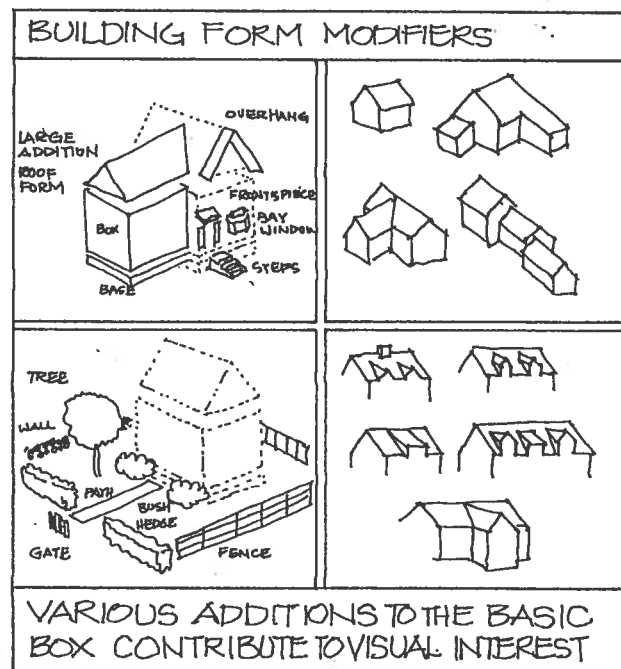 BUILDING FORM MODIFIERS
OVERHANG
LARGE
ADDITION
ROOF
FORM
FRONTSPIECE
BOX
BAY
WINDOW
STEPS
BASE
TREE
WALL
PATH
BUSH
HEDGE
GATE
FENCE
VARIOUS ADDITIONS TO THE BASIC
BOX CONTRIBUTE TO VISUAL INTEREST